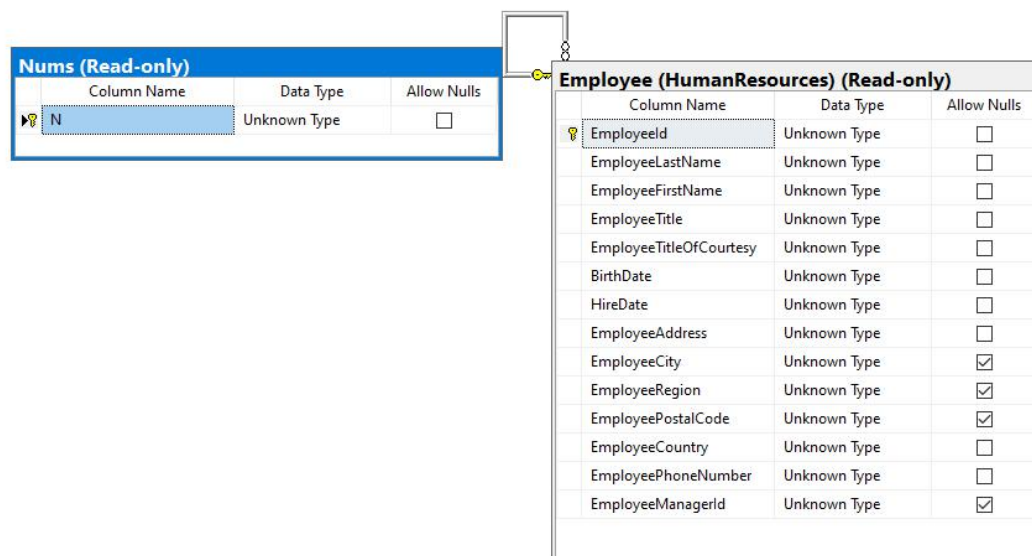 Nums (Read-only)
Column Name Data Type Allow Nulls
N Unknown Type
Employee (HumanResources) (Read-only)
Column Name Data Type Allow Nulls
EmployeeId Unknown Type
EmployeeLastName Unknown Type
EmployeeFirstName Unknown Type
EmployeeTitle Unknown Type
EmployeeTitleOfCourtesy Unknown Type
BirthDate Unknown Type
HireDate Unknown Type
EmployeeAddress Unknown Type
EmployeeCity Unknown Type
EmployeeRegion Unknown Type
EmployeePostalCode Unknown Type
EmployeeCountry Unknown Type
EmployeePhoneNumber Unknown Type
EmployeeManagerId Unknown Type